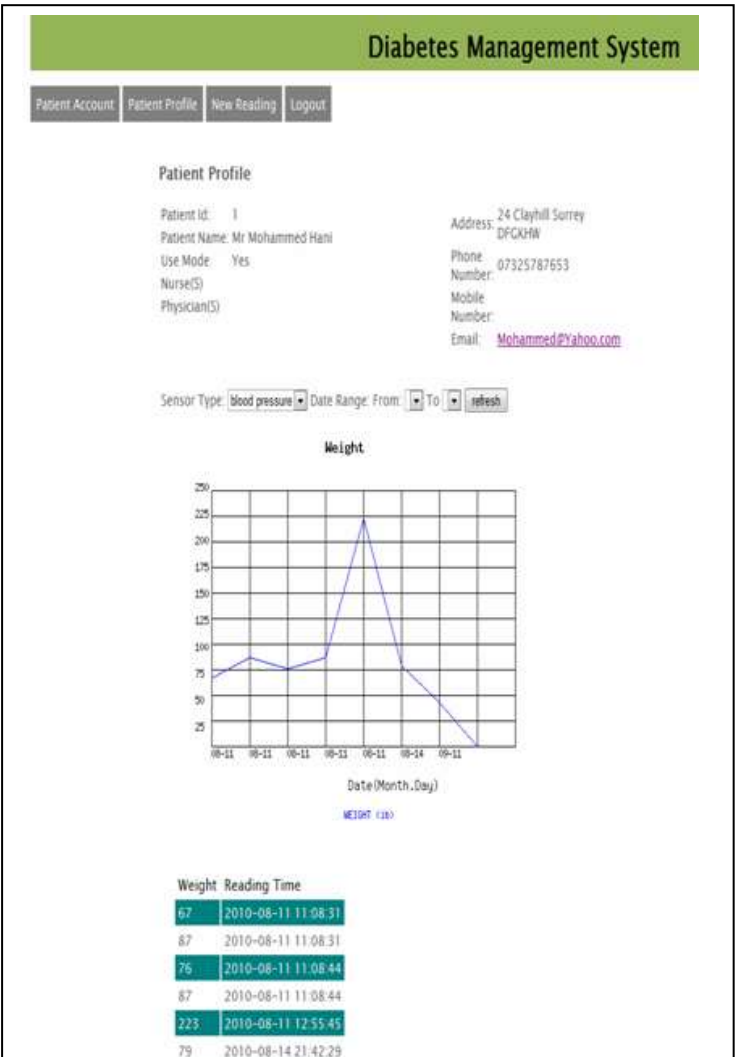 Diabetes Management System
Patient Account Patient Profile New Reading Logout
Patient Profile
Patient Id: 1
Patient Name: Mr Mohammed Hani
Use Mode Yes
Nurse(S)
Physician(S)
Address: 24 Clayhill Surrey
DFGKHW
Phone
Number: 07325787653
Mobile
Number:
Email: Mohammed@Yahoo.com
Sensor Type: blood pressure Date Range: From: To refresh
Weight
250
225
200
175
150
125
100
75
50
25
08-11 08-11 08-11 08-11 08-11 08-14 09-11
Date(Month.Day)
WEIGHT (lb)
Weight Reading Time
67 2010-08-11 11:08:31
87 2010-08-11 11:08:31
76 2010-08-11 11:08:44
87 2010-08-11 11:08:44
223 2010-08-11 12:55:45
79 2010-08-14 21:42:29